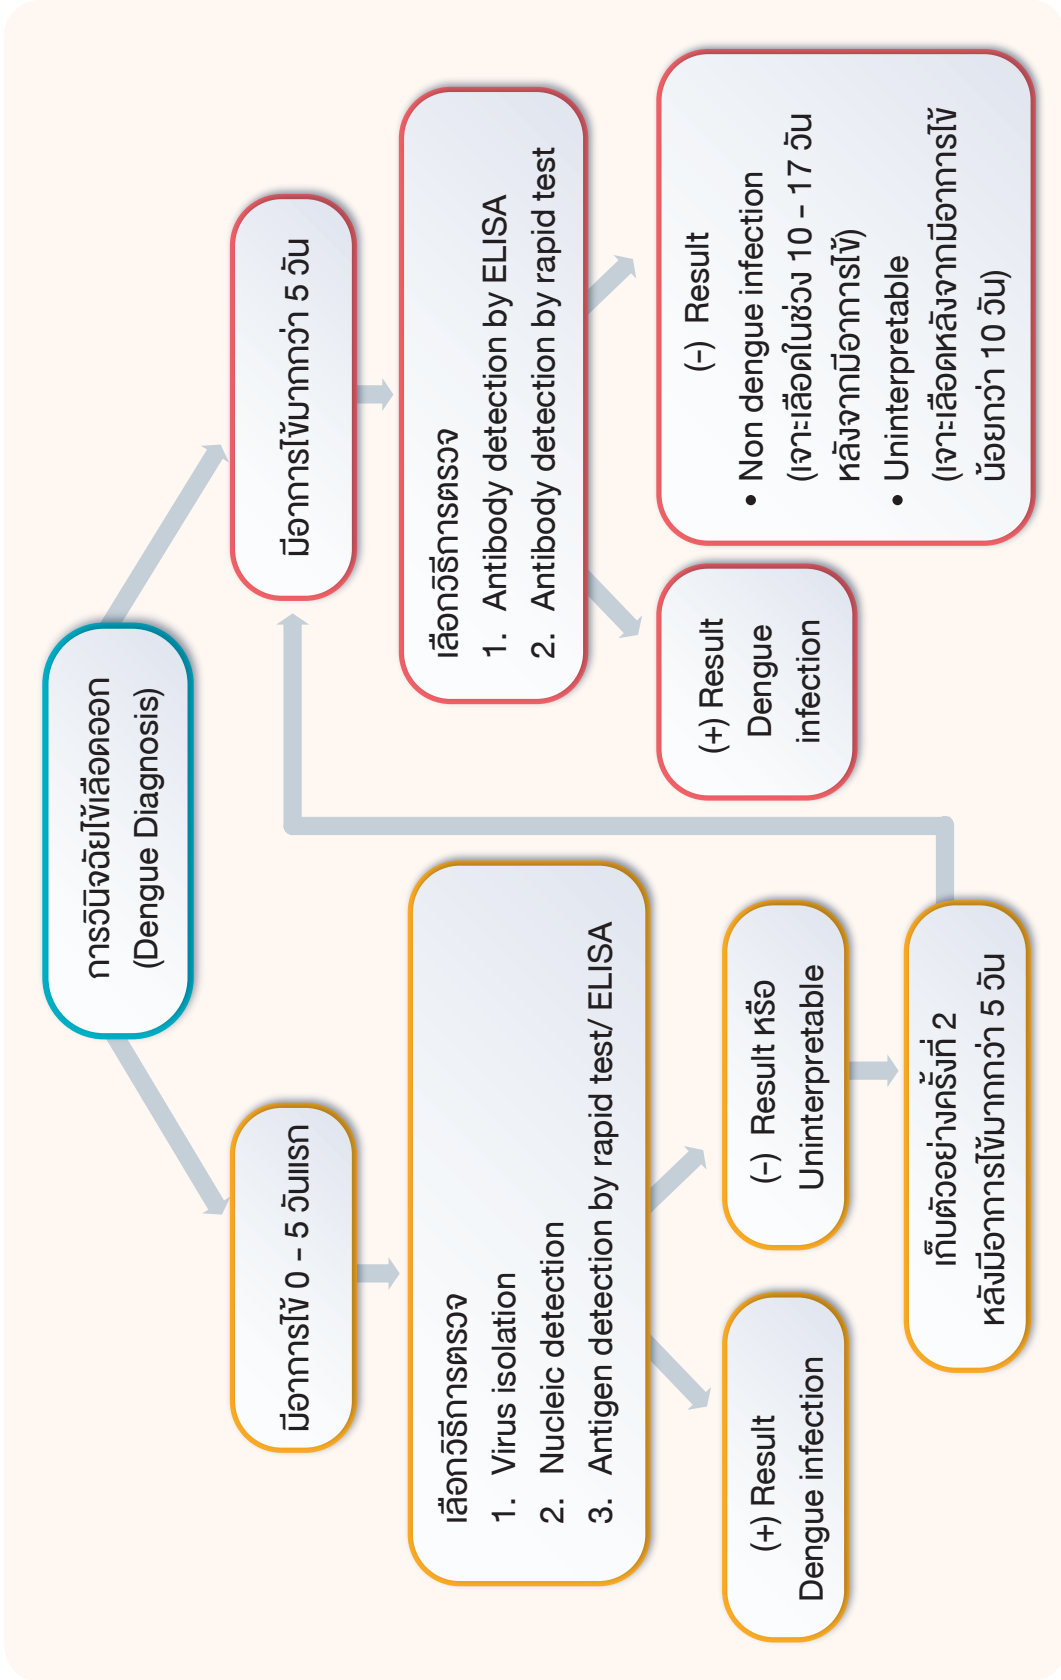 การวินิจฉัยไข้เลือดออก
(Dengue Diagnosis)
มีอาการไข้ 0 - 5 วันแรก
เลือกวิธีการตรวจ
1. Virus isolation
2. Nucleic detection
3. Antigen detection by rapid test/ ELISA
(+) Result
Dengue infection
(-) Result หรือ
Uninterpretable
เก็บตัวอย่างครั้งที่ 2
หลังมีอาการไข้มากกว่า 5 วัน
มีอาการไข้มากกว่า 5 วัน
เลือกวิธีการตรวจ
1. Antibody detection by ELISA
2. Antibody detection by rapid test
(+) Result
Dengue
infection
(-) Result
• Non dengue infection
(เจาะเลือดในช่วง 10 - 17 วัน
หลังจากมีอาการไข้)
• Uninterpretable
(เจาะเลือดหลังจากมีอาการไข้
น้อยกว่า 10 วัน)